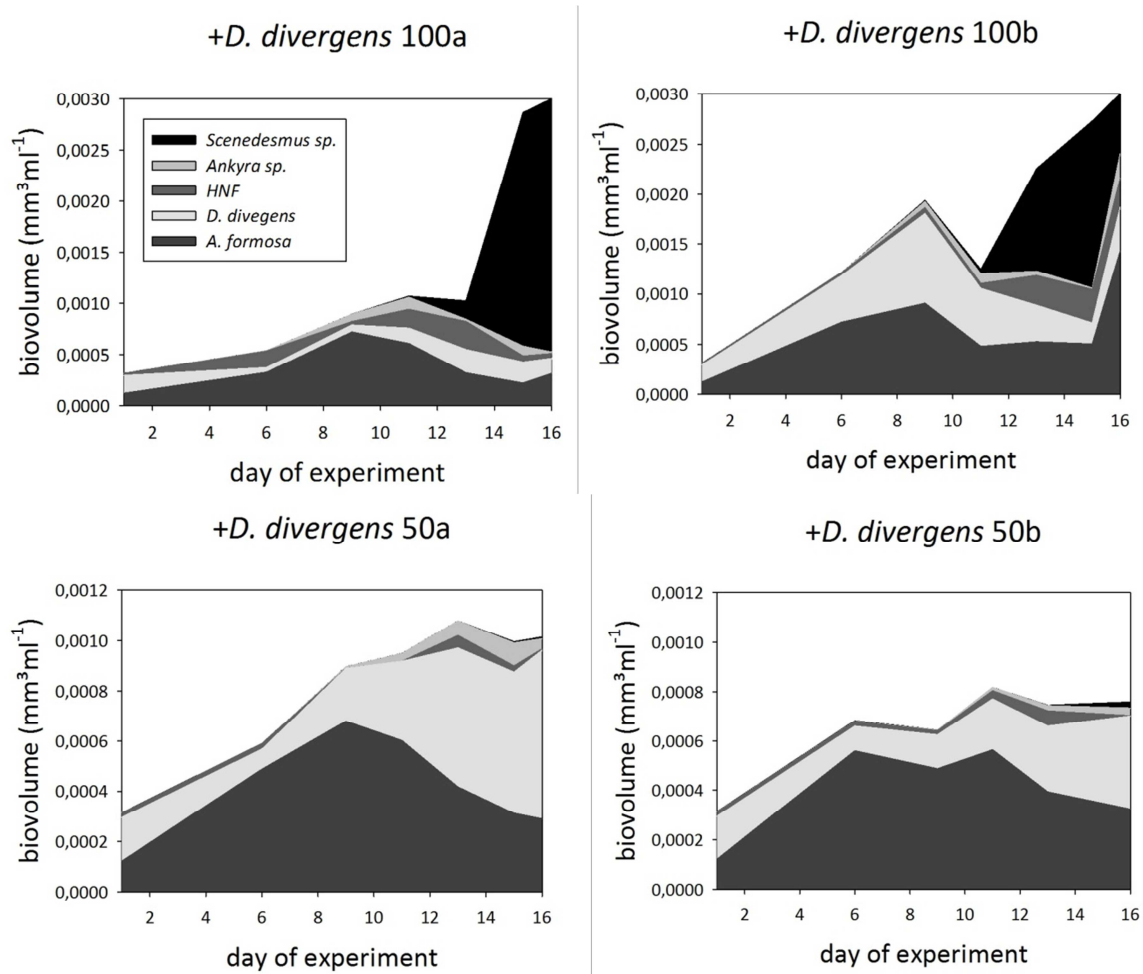 +D. divergens 100a
0,0030
0,0025
0,0020
0,0015
0,0010
0,0005
0,0000
biovolume (mm³ml⁻¹)
Scenedesmus sp.
Ankyra sp.
HNF
D. divegens
A. formosa
2 4 6 8 10 12 14 16
day of experiment
+D. divergens 100b
0,0030
0,0025
0,0020
0,0015
0,0010
0,0005
0,0000
biovolume (mm³ml⁻¹)
2 4 6 8 10 12 14 16
day of experiment
+D. divergens 50a
0,0012
0,0010
0,0008
0,0006
0,0004
0,0002
0,0000
biovolume (mm³ml⁻¹)
2 4 6 8 10 12 14 16
day of experiment
+D. divergens 50b
0,0012
0,0010
0,0008
0,0006
0,0004
0,0002
0,0000
biovolume (mm³ml⁻¹)
2 4 6 8 10 12 14 16
day of experiment